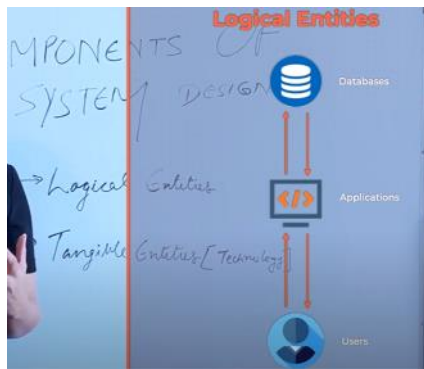 Logical Entities
MPONENTS OF
SYSTEM DESIGN
Databases
→ Logical Entities
</>
Applications
Tangible Entities [Technology]
Users